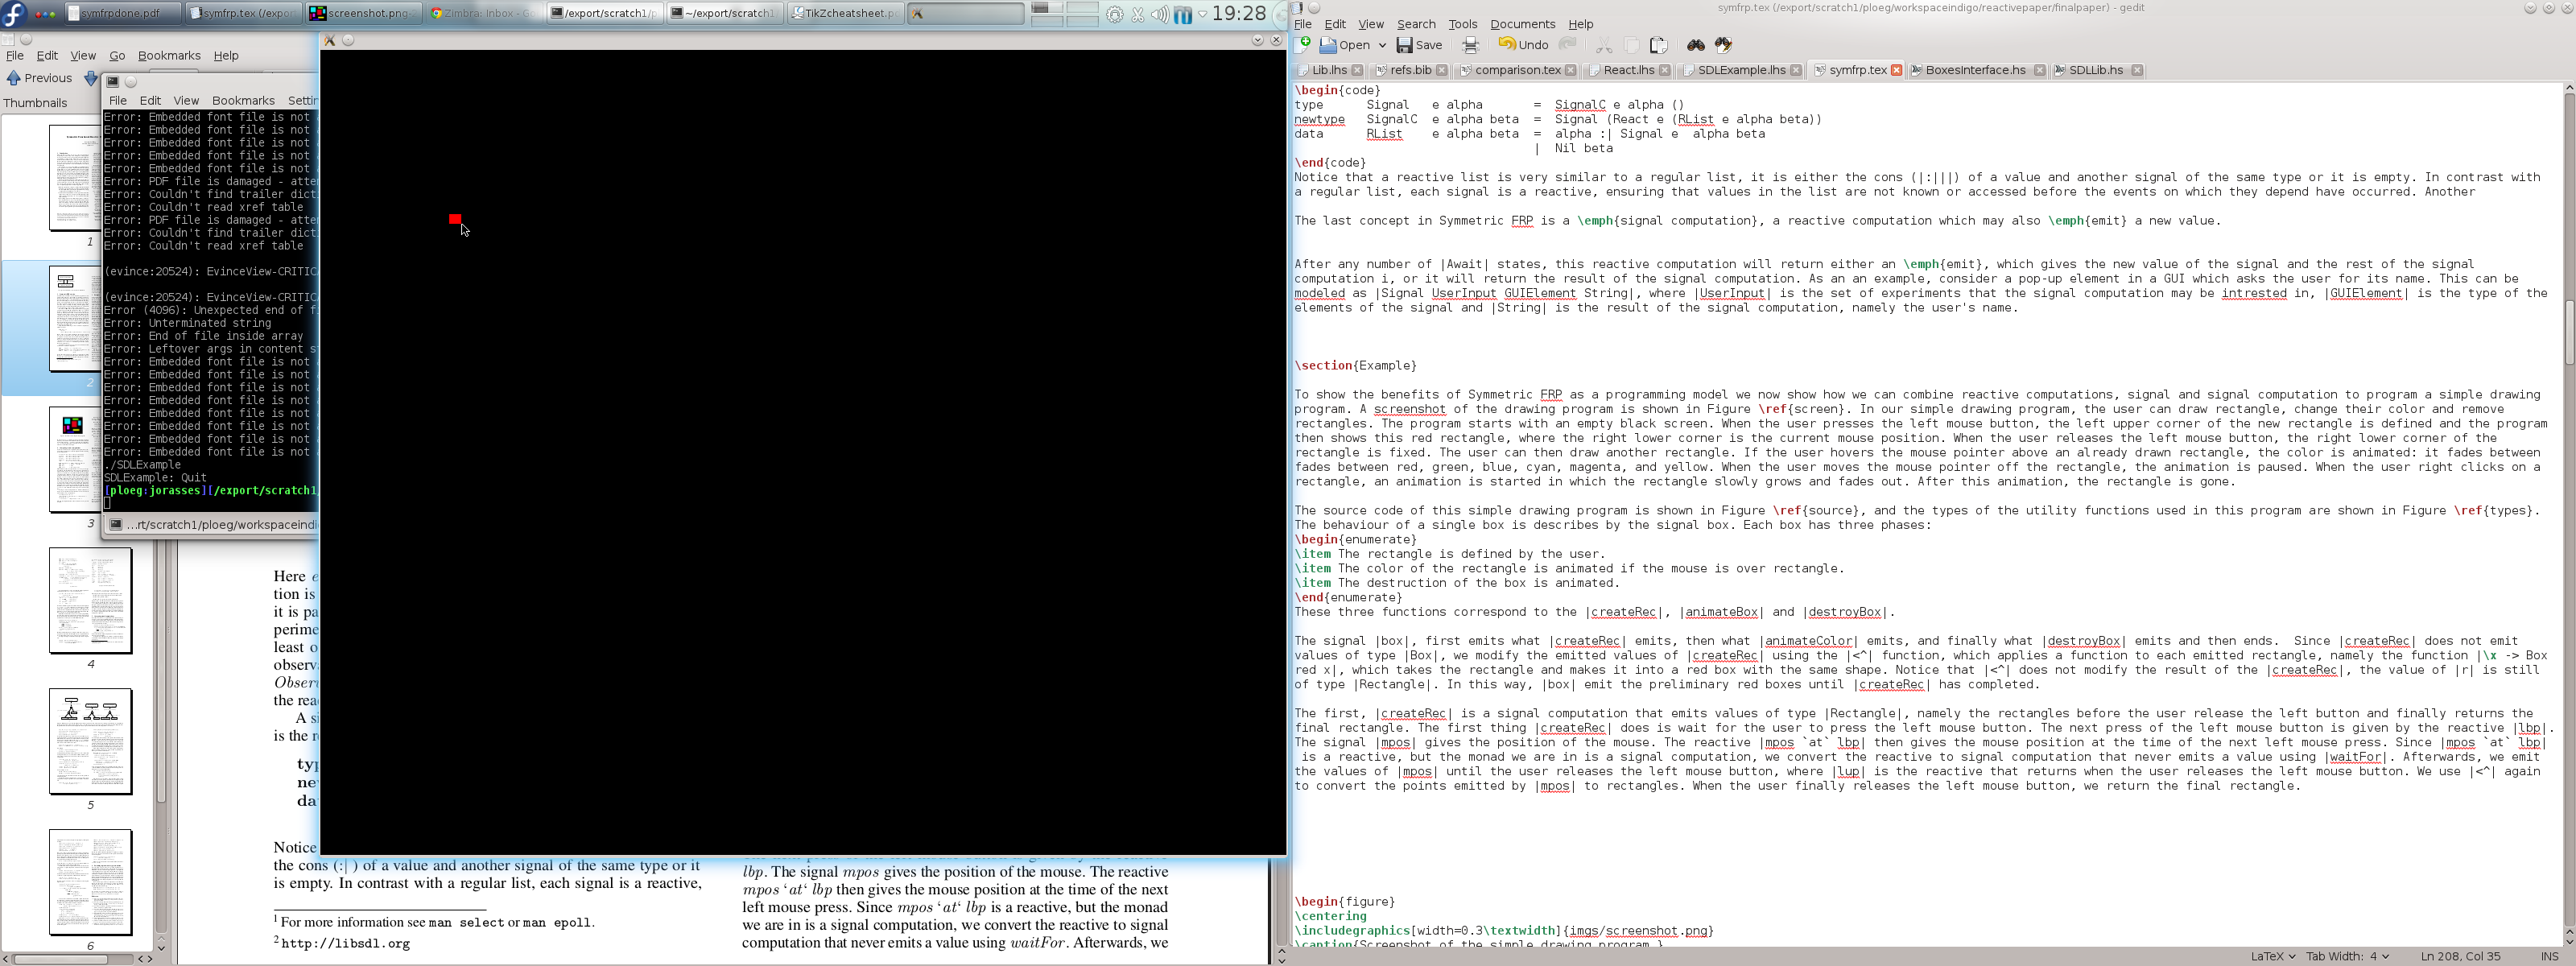 symfrpdone.pdf
symfrp.tex (/expor
screenshot.png
Zimbra: Inbox - G
/export/scratch1/p
~/export/scratch1
TikZcheatsheet.p
19:28
File Edit View Go Bookmarks Help
Previous
Thumbnails
1
2
3
4
5
6
File Edit View Bookmarks Settin
Error: Embedded font file is not
Error: Embedded font file is not
Error: Embedded font file is not
Error: Embedded font file is not
Error: Embedded font file is not
Error: PDF file is damaged - atte
Error: Couldn't find trailer dict
Error: Couldn't read xref table
Error: PDF file is damaged - atte
Error: Couldn't find trailer dict
Error: Couldn't read xref table
(evince:20524): EvinceView-CRITIC
(evince:20524): EvinceView-CRITIC
Error (4096): Unexpected end of f
Error: Unterminated string
Error: End of file inside array
Error: Leftover args in content s
Error: Embedded font file is not
Error: Embedded font file is not
Error: Embedded font file is not
Error: Embedded font file is not
Error: Embedded font file is not
Error: Embedded font file is not
Error: Embedded font file is not
Error: Embedded font file is not
./SDLExample
SDLExample: Quit
[ploeg:jorasses][/export/scratch1
...rt/scratch1/ploeg/workspaceindi
Here e
tion is
it is pa
perime
least o
observ
Obser
the rea
A si
is the r
typ
ne
da
Notice
the cons (:| ) of a value and another signal of the same type or it
is empty. In contrast with a regular list, each signal is a reactive,
1 For more information see man select or man epoll.
2 http://libsdl.org
lbp. The signal mpos gives the position of the mouse. The reactive
mpos ‘at‘ lbp then gives the mouse position at the time of the next
left mouse press. Since mpos ‘at‘ lbp is a reactive, but the monad
we are in is a signal computation, we convert the reactive to signal
computation that never emits a value using waitFor. Afterwards, we
symfrp.tex (/export/scratch1/ploeg/workspaceindigo/reactivepaper/finalpaper) - gedit
File Edit View Search Tools Documents Help
Open Save Undo
Lib.lhs refs.bib comparison.tex React.lhs SDLExample.lhs symfrp.tex BoxesInterface.hs SDLLib.hs
\begin{code}
type Signal e alpha = SignalC e alpha ()
newtype SignalC e alpha beta = Signal (React e (RList e alpha beta))
data RList e alpha beta = alpha :| Signal e alpha beta
| Nil beta
\end{code}
Notice that a reactive list is very similar to a regular list, it is either the cons (|:|||) of a value and another signal of the same type or it is empty. In contrast with
a regular list, each signal is a reactive, ensuring that values in the list are not known or accessed before the events on which they depend have occurred. Another
The last concept in Symmetric FRP is a \emph{signal computation}, a reactive computation which may also \emph{emit} a new value.
After any number of |Await| states, this reactive computation will return either an \emph{emit}, which gives the new value of the signal and the rest of the signal
computation i, or it will return the result of the signal computation. As an an example, consider a pop-up element in a GUI which asks the user for its name. This can be
modeled as |Signal UserInput GUIElement String|, where |UserInput| is the set of experiments that the signal computation may be intrested in, |GUIElement| is the type of the
elements of the signal and |String| is the result of the signal computation, namely the user's name.
\section{Example}
To show the benefits of Symmetric FRP as a programming model we now show how we can combine reactive computations, signal and signal computation to program a simple drawing
program. A screenshot of the drawing program is shown in Figure \ref{screen}. In our simple drawing program, the user can draw rectangle, change their color and remove
rectangles. The program starts with an empty black screen. When the user presses the left mouse button, the left upper corner of the new rectangle is defined and the program
then shows this red rectangle, where the right lower corner is the current mouse position. When the user releases the left mouse button, the right lower corner of the
rectangle is fixed. The user can then draw another rectangle. If the user hovers the mouse pointer above an already drawn rectangle, the color is animated: it fades between
fades between red, green, blue, cyan, magenta, and yellow. When the user moves the mouse pointer off the rectangle, the animation is paused. When the user right clicks on a
rectangle, an animation is started in which the rectangle slowly grows and fades out. After this animation, the rectangle is gone.
The source code of this simple drawing program is shown in Figure \ref{source}, and the types of the utility functions used in this program are shown in Figure \ref{types}.
The behaviour of a single box is describes by the signal box. Each box has three phases:
\begin{enumerate}
\item The rectangle is defined by the user.
\item The color of the rectangle is animated if the mouse is over rectangle.
\item The destruction of the box is animated.
\end{enumerate}
These three functions correspond to the |createRec|, |animateBox| and |destroyBox|.
The signal |box|, first emits what |createRec| emits, then what |animateColor| emits, and finally what |destroyBox| emits and then ends. Since |createRec| does not emit
values of type |Box|, we modify the emitted values of |createRec| using the |<^| function, which applies a function to each emitted rectangle, namely the function |\x -> Box
red x|, which takes the rectangle and makes it into a red box with the same shape. Notice that |<^| does not modify the result of the |createRec|, the value of |r| is still
of type |Rectangle|. In this way, |box| emit the preliminary red boxes until |createRec| has completed.
The first, |createRec| is a signal computation that emits values of type |Rectangle|, namely the rectangles before the user release the left button and finally returns the
final rectangle. The first thing |createRec| does is wait for the user to press the left mouse button. The next press of the left mouse button is given by the reactive |lbp|.
The signal |mpos| gives the position of the mouse. The reactive |mpos `at` lbp| then gives the mouse position at the time of the next left mouse press. Since |mpos `at` lbp|
is a reactive, but the monad we are in is a signal computation, we convert the reactive to signal computation that never emits a value using |waitFor|. Afterwards, we emit
the values of |mpos| until the user releases the left mouse button, where |lup| is the reactive that returns when the user releases the left mouse button. We use |<^| again
to convert the points emitted by |mpos| to rectangles. When the user finally releases the left mouse button, we return the final rectangle.
\begin{figure}
\centering
\includegraphics[width=0.3\textwidth]{imgs/screenshot.png}
\caption{Screenshot of the simple drawing program.}
LaTeX Tab Width: 4 Ln 208, Col 35 INS